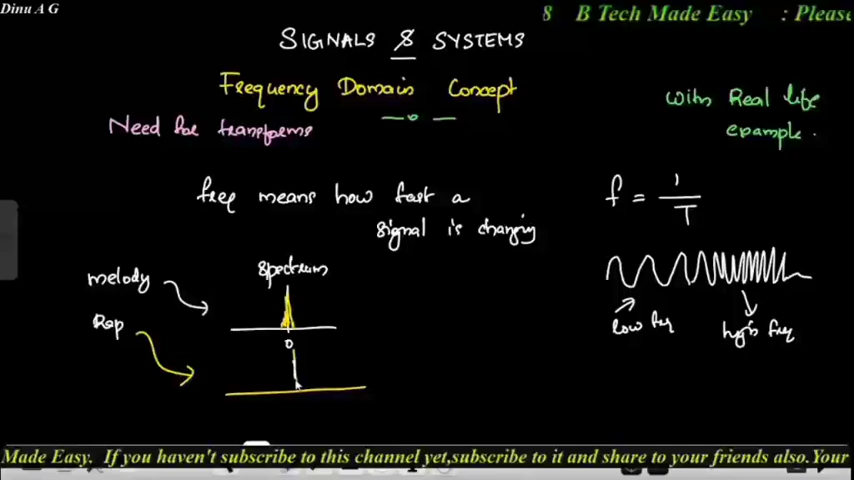 Dinu A G
8 B Tech Made Easy : Please
SIGNALS & SYSTEMS
Frequency Domain Concept
With Real life
example.
Need for transforms
freq means how fast a
signal is changing
f = 1/T
melody
spectrum
Rap
0
low freq
high freq
Made Easy. If you haven't subscribe to this channel yet,subscribe to it and share to your friends also.Your